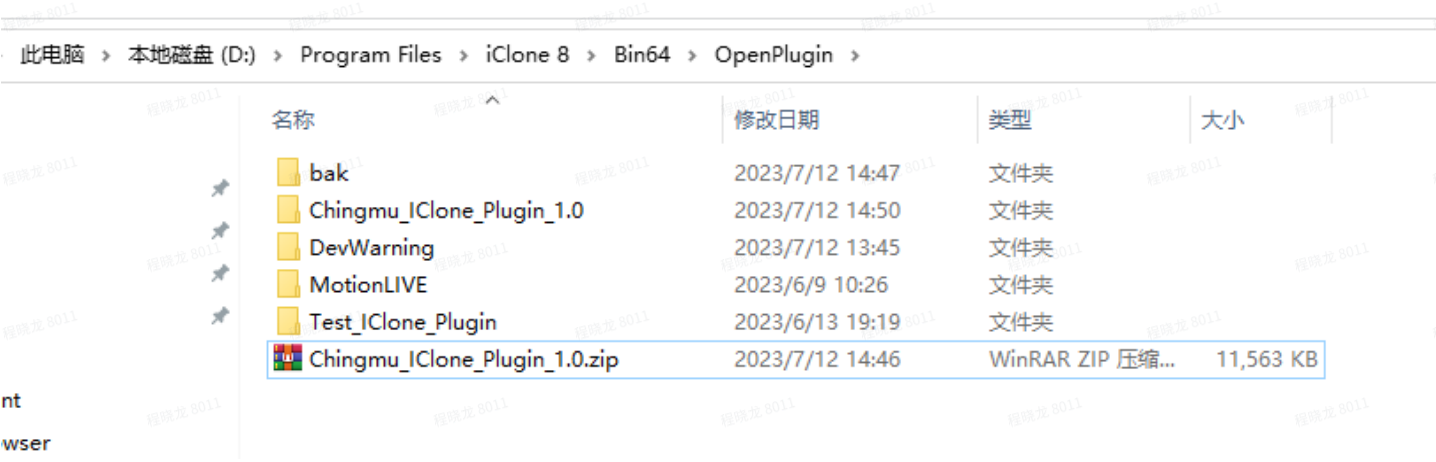 此电脑 > 本地磁盘 (D:) > Program Files > iClone 8 > Bin64 > OpenPlugin >
名称 修改日期 类型 大小
bak 2023/7/12 14:47 文件夹
Chingmu_IClone_Plugin_1.0 2023/7/12 14:50 文件夹
DevWarning 2023/7/12 13:45 文件夹
MotionLIVE 2023/6/9 10:26 文件夹
Test_IClone_Plugin 2023/6/13 19:19 文件夹
Chingmu_IClone_Plugin_1.0.zip 2023/7/12 14:46 WinRAR ZIP 压缩... 11,563 KB
nt
wser
程晓龙 8011